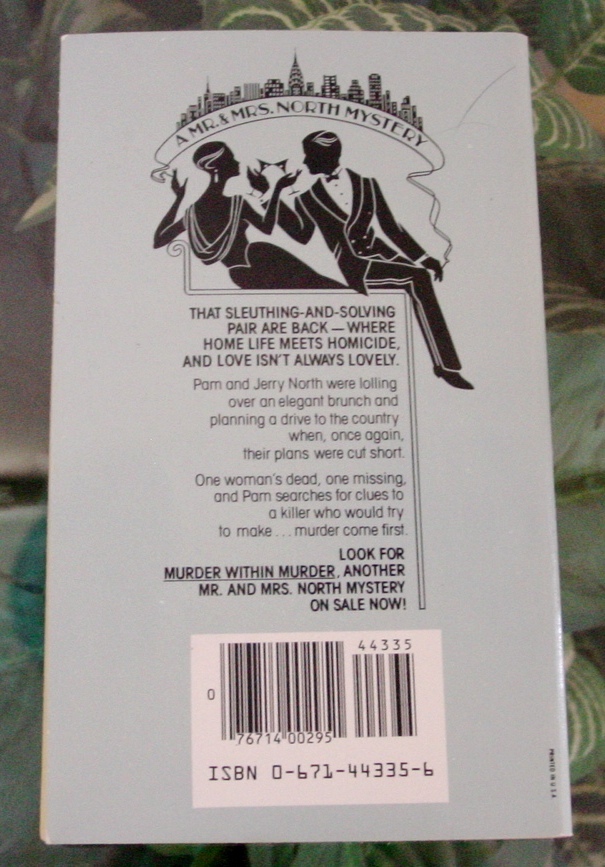 A MR. & MRS. NORTH MYSTERY
THAT SLEUTHING-AND-SOLVING
PAIR ARE BACK — WHERE
HOME LIFE MEETS HOMICIDE,
AND LOVE ISN'T ALWAYS LOVELY.
Pam and Jerry North were lolling
over an elegant brunch and
planning a drive to the country
when, once again,
their plans were cut short.
One woman's dead, one missing,
and Pam searches for clues to
a killer who would try
to make... murder come first.
LOOK FOR
MURDER WITHIN MURDER, ANOTHER
MR. AND MRS. NORTH MYSTERY
ON SALE NOW!
44335
0
76714 00295
ISBN 0-671-44335-6
PRINTED IN U.S.A.